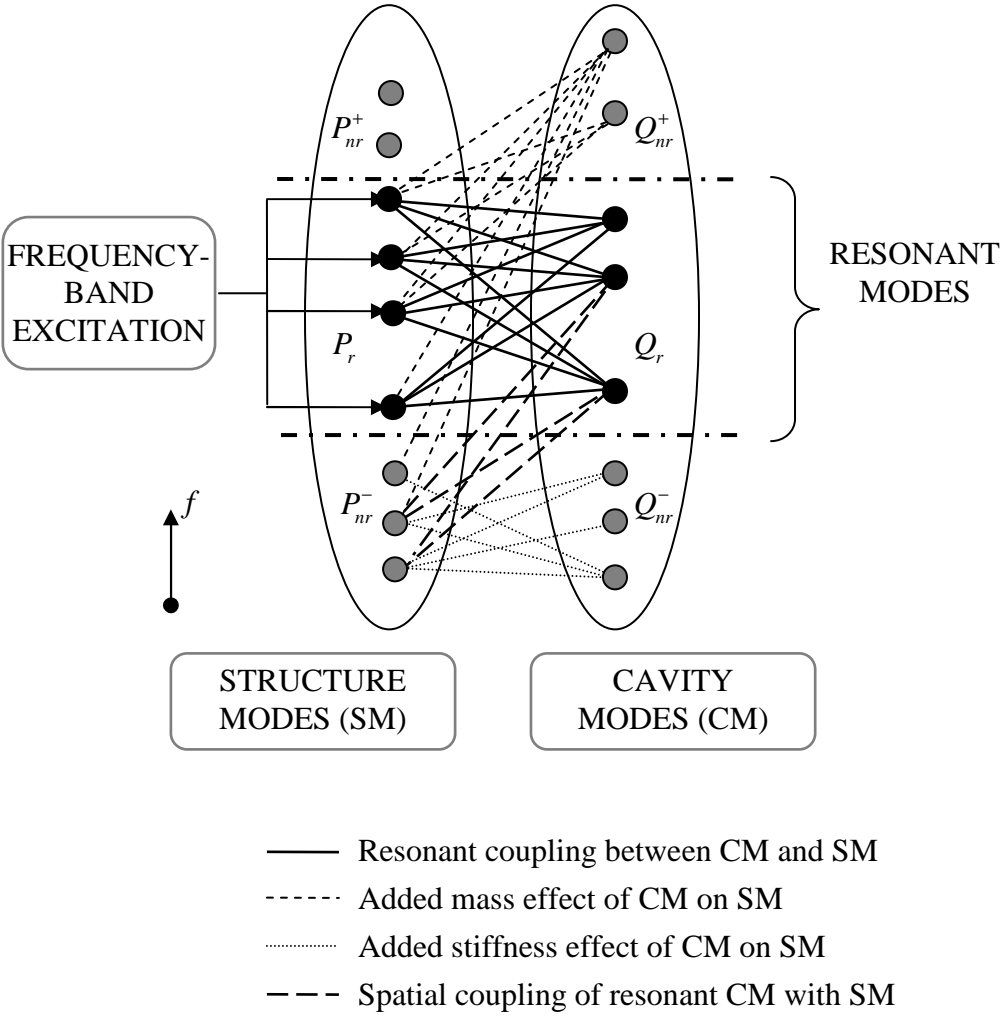 P⁺ₙᵣ
Q⁺ₙᵣ
FREQUENCY-
BAND
EXCITATION
RESONANT
MODES
Pᵣ
Qᵣ
f
P⁻ₙᵣ
Q⁻ₙᵣ
STRUCTURE
MODES (SM)
CAVITY
MODES (CM)
Resonant coupling between CM and SM
Added mass effect of CM on SM
Added stiffness effect of CM on SM
Spatial coupling of resonant CM with SM